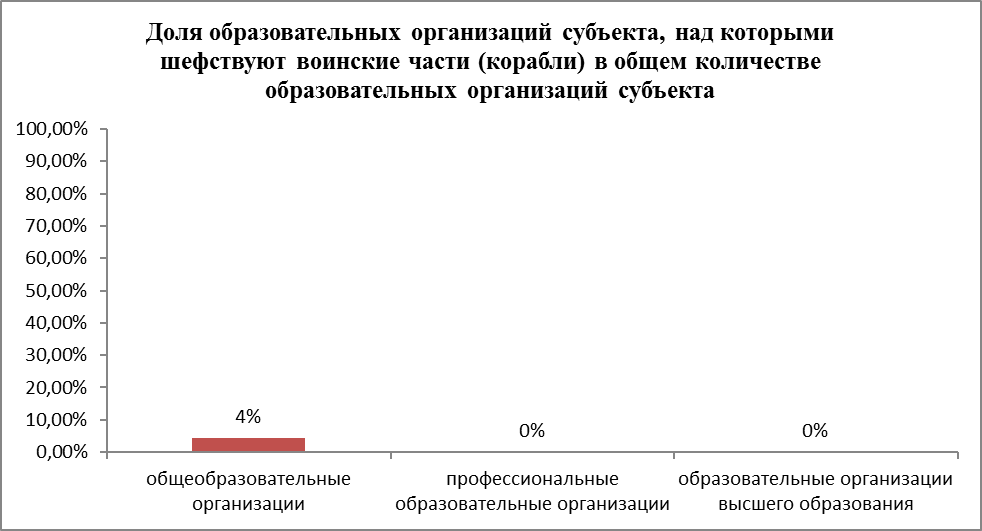 Доля образовательных организаций субъекта, над которыми
шефствуют воинские части (корабли) в общем количестве
образовательных организаций субъекта
100,00%
90,00%
80,00%
70,00%
60,00%
50,00%
40,00%
30,00%
20,00%
10,00%
0,00%
4%
0%
0%
общеобразовательные
организации
профессиональные
образовательные организации
образовательные организации
высшего образования